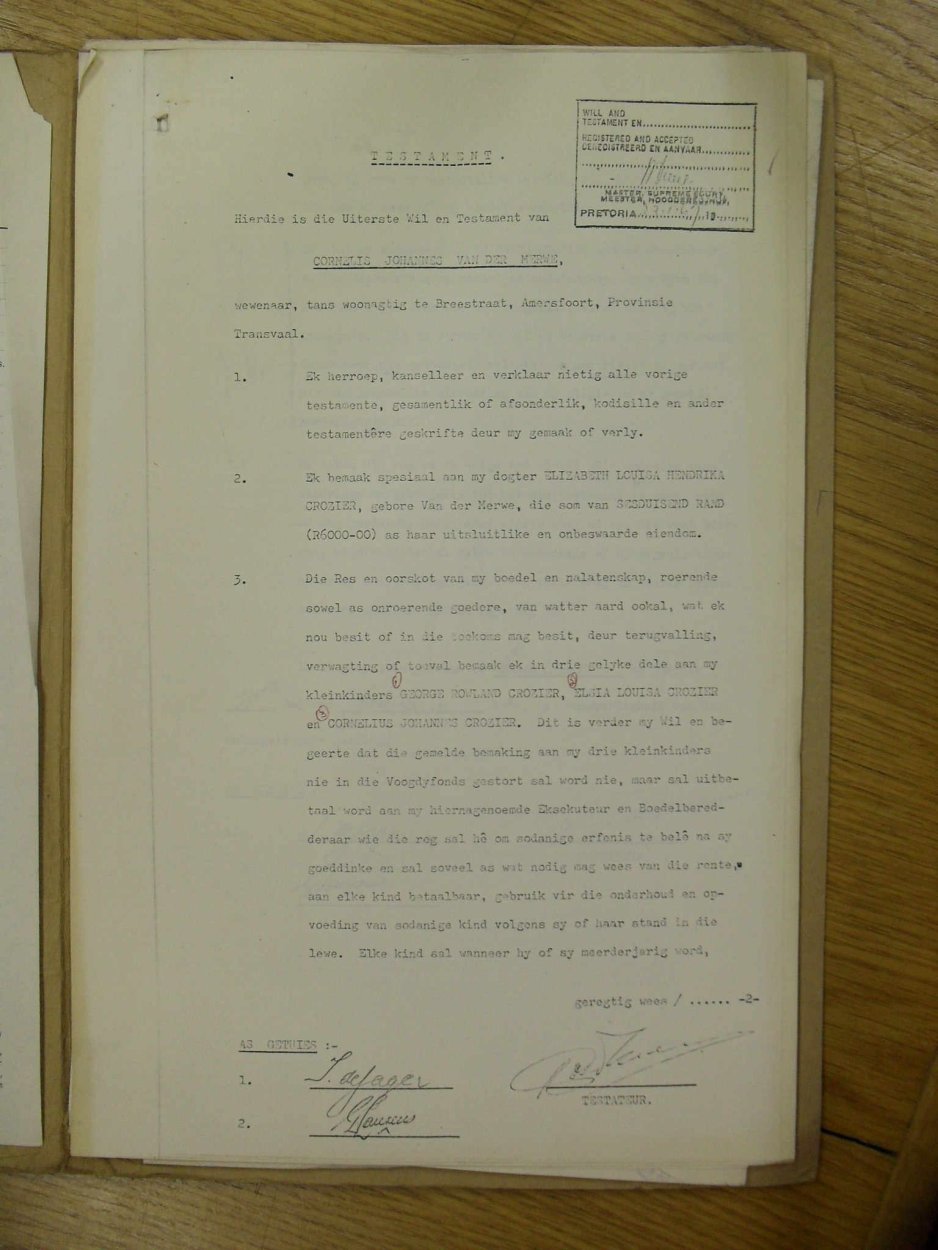 WILL AND
TESTAMENT EN..............................
REGISTERED AND ACCEPTED
GEREGISTREERD EN AANVAAR.............
MASTER, SUPREME COURT,
MEESTER, HOOGGEREGSHOF,
PRETORIA.................19
TESTAMENT.
Hierdie is die Uiterste Wil en Testament van
CORNELIS JOHANNES VAN DER MERWE,
wewenaar, tans woonagtig te Breestraat, Amersfoort, Provinsie
Transvaal.
1. Ek herroep, kanselleer en verklaar nietig alle vorige
testamente, gesamentlik of afsonderlik, kodisille en ander
testamentêre geskrifte deur my gemaak of verly.
2. Ek bemaak spesiaal aan my dogter ELIZABETH LOUISA HENDRIKA
CROZIER, gebore Van der Merwe, die som van SESDUISEND RAND
(R6000-00) as haar uitsluitlike en onbeswaarde eiendom.
3. Die Res en oorskot van my boedel en nalatenskap, roerende
sowel as onroerende goedere, van watter aard ookal, wat ek
nou besit of in die toekoms mag besit, deur terugvalling,
verwagting of toeval bemaak ek in drie gelyke dele aan my
kleinkinders (1) GEORGE ROWLAND CROZIER, (2) ELSIA LOUISA CROZIER
en (3) CORNELIUS JOHANNES CROZIER. Dit is verder my Wil en be-
geerte dat die gemelde bemaking aan my drie kleinkinders
nie in die Voogdyfonds gestort sal word nie, maar sal uitbe-
taal word aan my hiernagenoemde Eksekuteur en Boedelbered-
deraar wie die reg sal hê om sodanige erfenis te belê na sy
goeddinke en sal soveel as wat nodig mag wees van die rente,
aan elke kind betaalbaar, gebruik vir die onderhoud en op-
voeding van sodanige kind volgens sy of haar stand in die
lewe. Elke kind sal wanneer hy of sy meerderjarig word,
geregtig wees / ...... -2-
AS GETUIES :-
1. J. de Jager
TESTATEUR.
2.